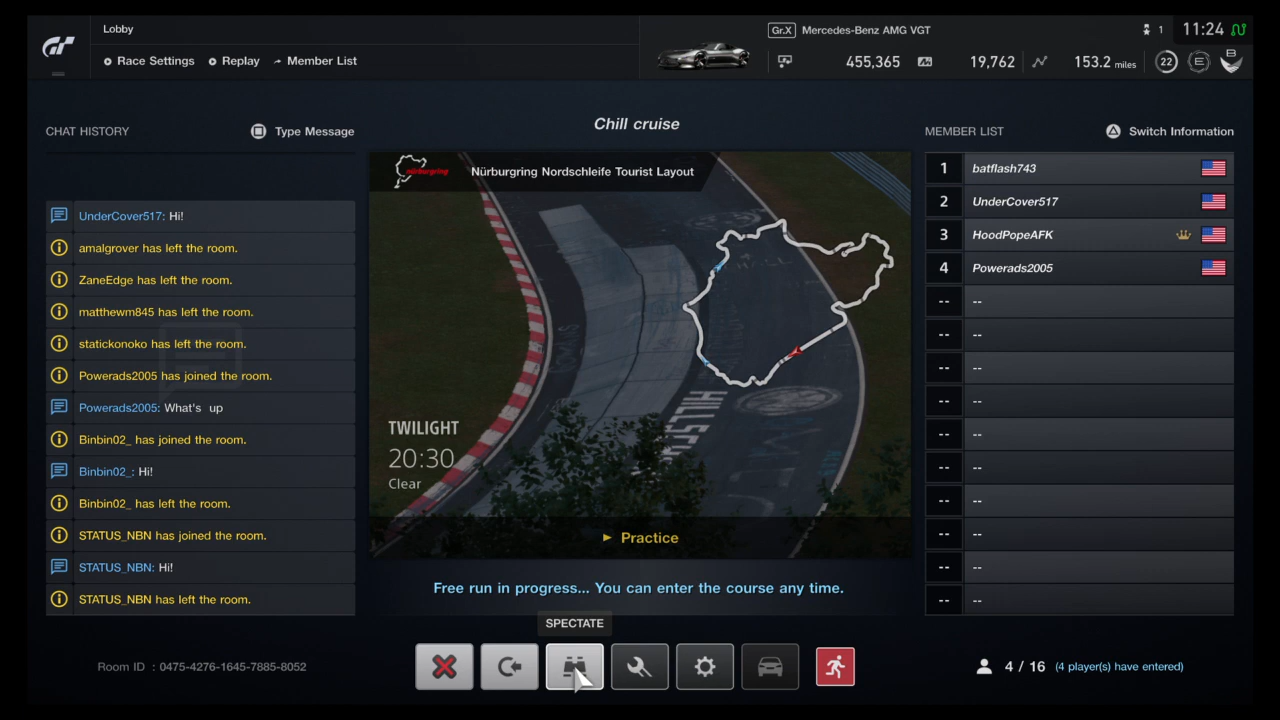 Lobby
Race Settings
Replay
Member List
Gr.X
Mercedes-Benz AMG VGT
1
11:24
455,365
19,762
153.2 miles
22
E
B
CHAT HISTORY
Type Message
UnderCover517: Hi!
amalgrover has left the room.
ZaneEdge has left the room.
matthewm845 has left the room.
statickonoko has left the room.
Powerads2005 has joined the room.
Powerads2005: What's up
Binbin02_ has joined the room.
Binbin02_: Hi!
Binbin02_ has left the room.
STATUS_NBN has joined the room.
STATUS_NBN: Hi!
STATUS_NBN has left the room.
Chill cruise
nürburgring
Nürburgring Nordschleife Tourist Layout
TWILIGHT
20:30
Clear
Practice
Free run in progress... You can enter the course any time.
SPECTATE
MEMBER LIST
Switch Information
1 batflash743
2 UnderCover517
3 HoodPopeAFK
4 Powerads2005
-- --
-- --
-- --
-- --
-- --
-- --
-- --
-- --
-- --
-- --
Room ID : 0475-4276-1645-7885-8052
4 / 16 (4 player(s) have entered)